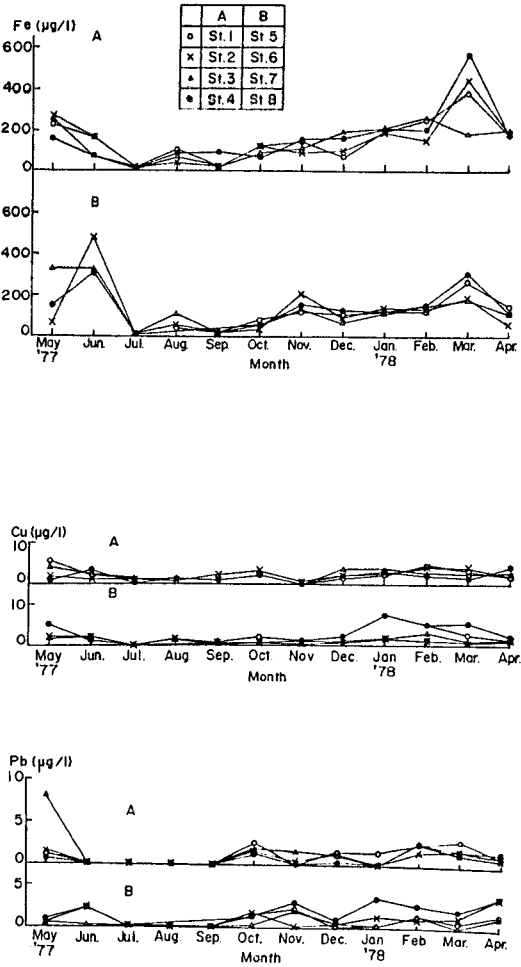 A B
St.1 St 5
St.2 St.6
St.3 St.7
St.4 St 8
Fe (µg/l)
A
600
400
200
0
B
600
400
200
0
May Jun. Jul. Aug. Sep. Oct. Nov. Dec. Jan. Feb. Mar. Apr.
'77 Month '78
Cu (µg/l)
10
A
0
10
B
0
May Jun. Jul. Aug. Sep. Oct. Nov Dec. Jan Feb. Mar. Apr.
'77 Month '78
Pb (µg/l)
10
A
5
0
5
B
0
May Jun. Jul. Aug. Sep. Oct. Nov. Dec. Jan Feb Mar. Apr.
'77 Month '78